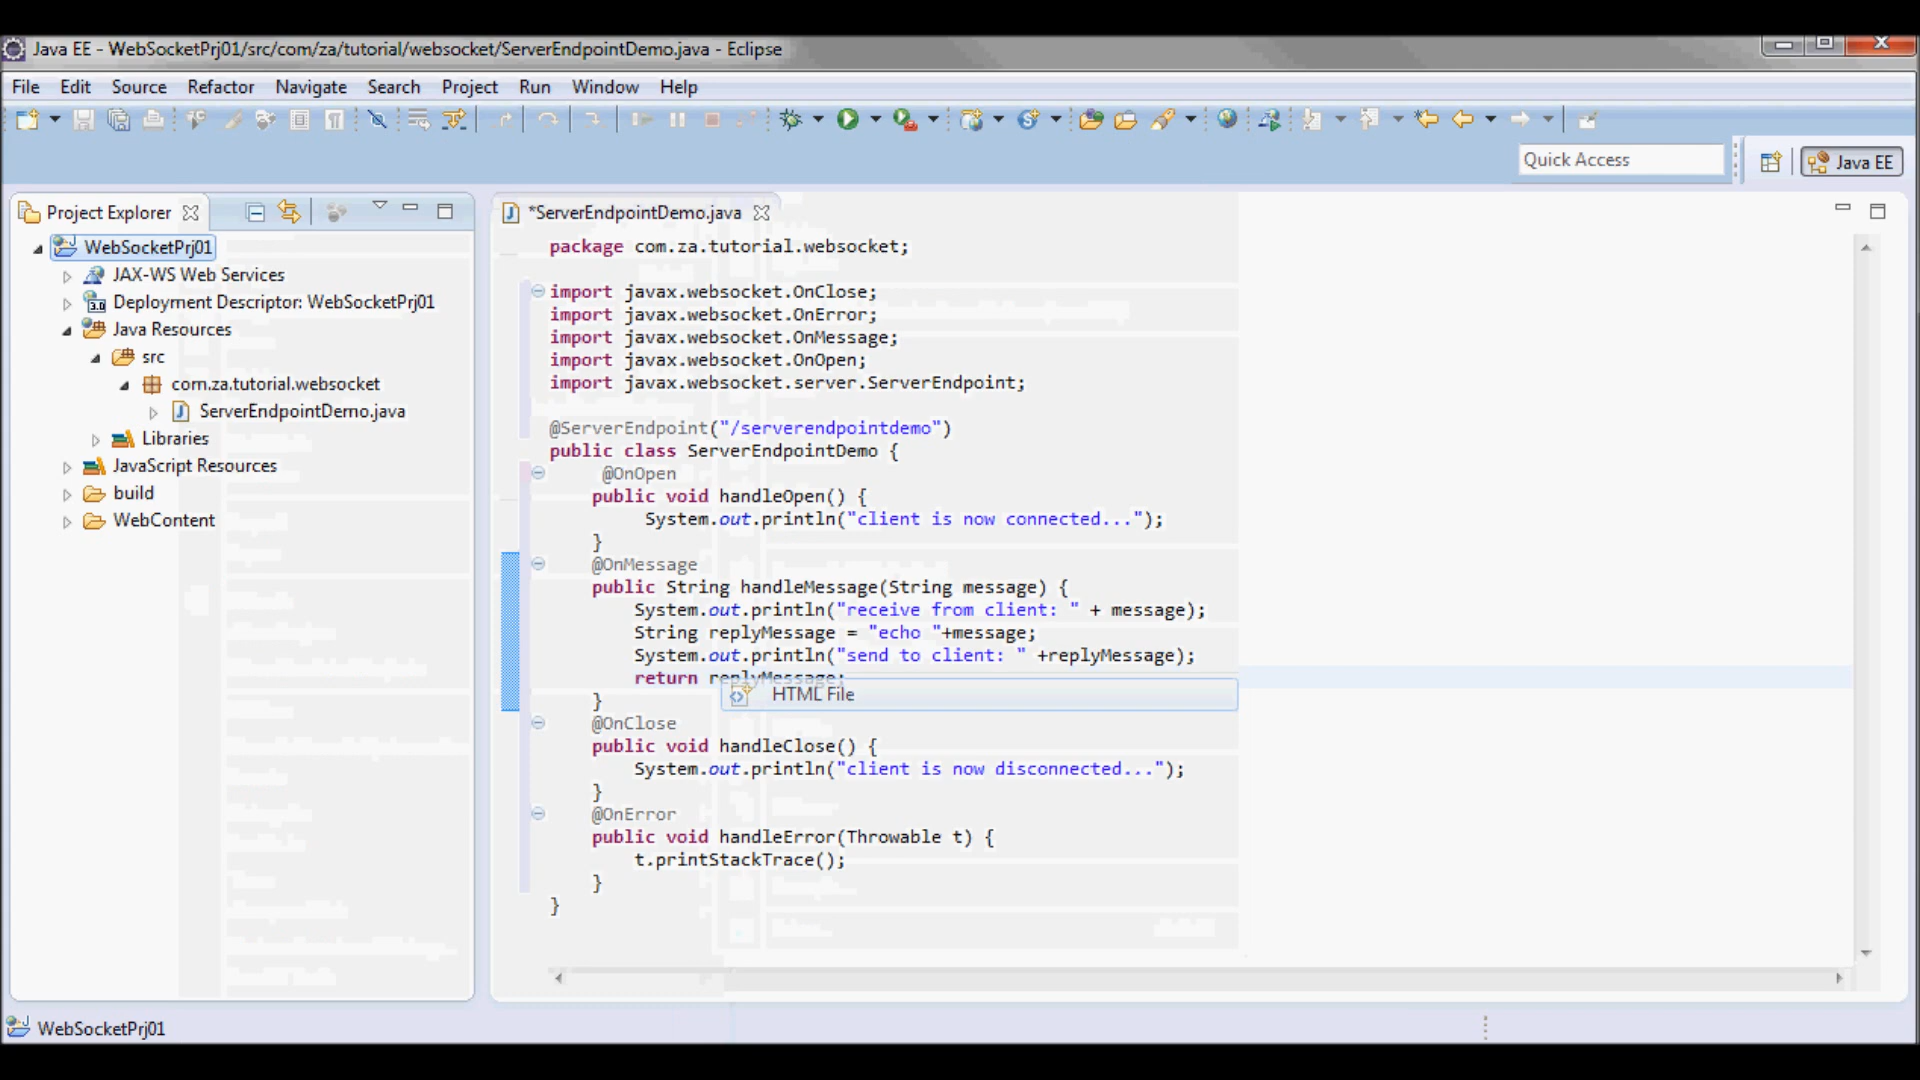 Java EE - WebSocketPrj01/src/com/za/tutorial/websocket/ServerEndpointDemo.java - Eclipse
File Edit Source Refactor Navigate Search Project Run Window Help
Quick Access
Java EE
Project Explorer
WebSocketPrj01
JAX-WS Web Services
Deployment Descriptor: WebSocketPrj01
Java Resources
src
com.za.tutorial.websocket
ServerEndpointDemo.java
Libraries
JavaScript Resources
build
WebContent
*ServerEndpointDemo.java
package com.za.tutorial.websocket;
import javax.websocket.OnClose;
import javax.websocket.OnError;
import javax.websocket.OnMessage;
import javax.websocket.OnOpen;
import javax.websocket.server.ServerEndpoint;
@ServerEndpoint("/serverendpointdemo")
public class ServerEndpointDemo {
@OnOpen
public void handleOpen() {
System.out.println("client is now connected...");
}
@OnMessage
public String handleMessage(String message) {
System.out.println("receive from client: " + message);
String replyMessage = "echo "+message;
System.out.println("send to client: " +replyMessage);
return replyMessage;
HTML File
}
@OnClose
public void handleClose() {
System.out.println("client is now disconnected...");
}
@OnError
public void handleError(Throwable t) {
t.printStackTrace();
}
}
WebSocketPrj01